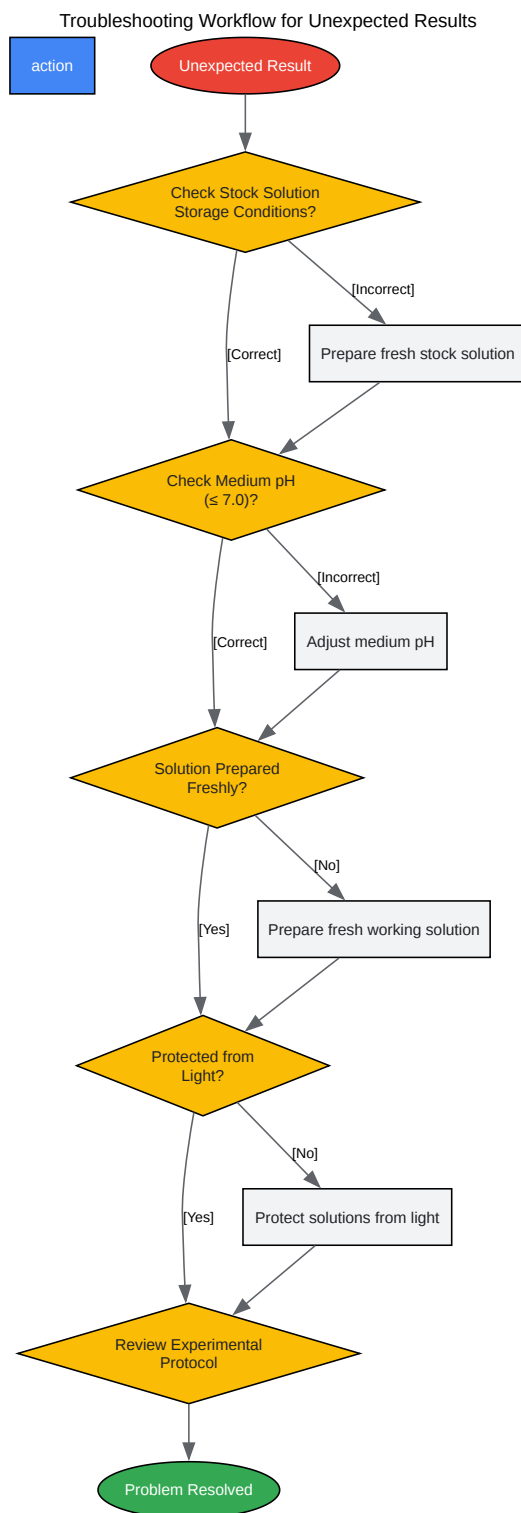 Troubleshooting Workflow for Unexpected Results
action
Unexpected Result
Check Stock Solution
Storage Conditions?
[Incorrect]
Prepare fresh stock solution
[Correct]
Check Medium pH
(≤ 7.0)?
[Incorrect]
Adjust medium pH
[Correct]
Solution Prepared
Freshly?
[No]
Prepare fresh working solution
[Yes]
Protected from
Light?
[No]
Protect solutions from light
[Yes]
Review Experimental
Protocol
Problem Resolved